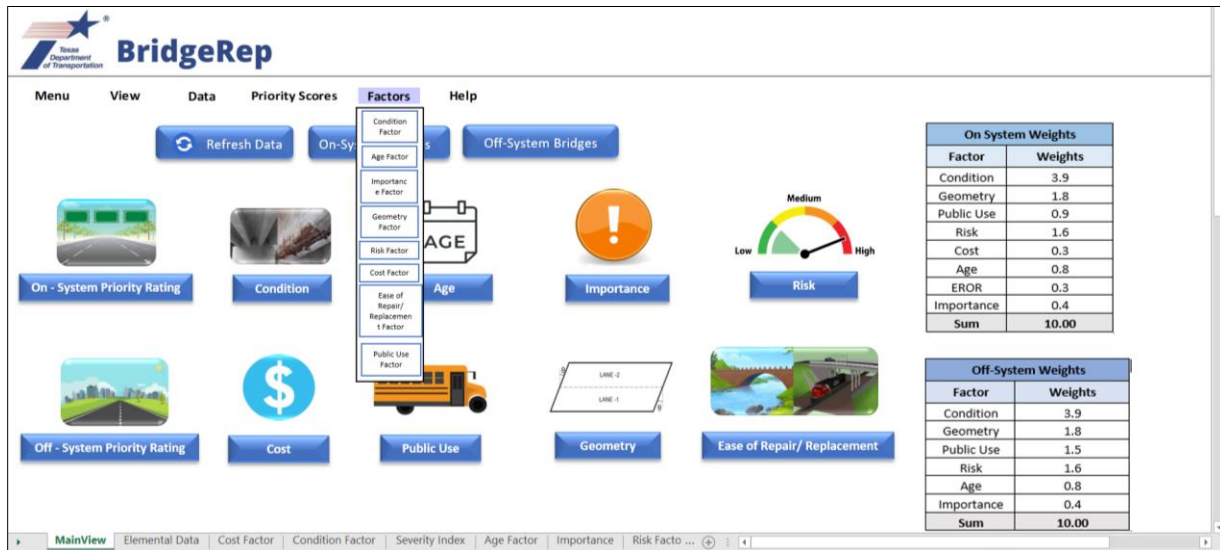 Texas
Department
of Transportation
®
BridgeRep
Menu View Data Priority Scores Factors Help
Condition
Factor
Age Factor
Importanc
e Factor
Geometry
Factor
Risk Factor
Cost Factor
Ease of
Repair/
Replacemen
t Factor
Public Use
Factor
Refresh Data
On-Sy
s
Off-System Bridges
On - System Priority Rating
Condition
AGE
Age
Importance
Low
Medium
High
Risk
Off - System Priority Rating
$
Cost
Public Use
LANE -2
LANE -1
Geometry
Ease of Repair/ Replacement
On System Weights
Factor Weights
Condition 3.9
Geometry 1.8
Public Use 0.9
Risk 1.6
Cost 0.3
Age 0.8
EROR 0.3
Importance 0.4
Sum 10.00
Off-System Weights
Factor Weights
Condition 3.9
Geometry 1.8
Public Use 1.5
Risk 1.6
Age 0.8
Importance 0.4
Sum 10.00
MainView Elemental Data Cost Factor Condition Factor Severity Index Age Factor Importance Risk Facto ...